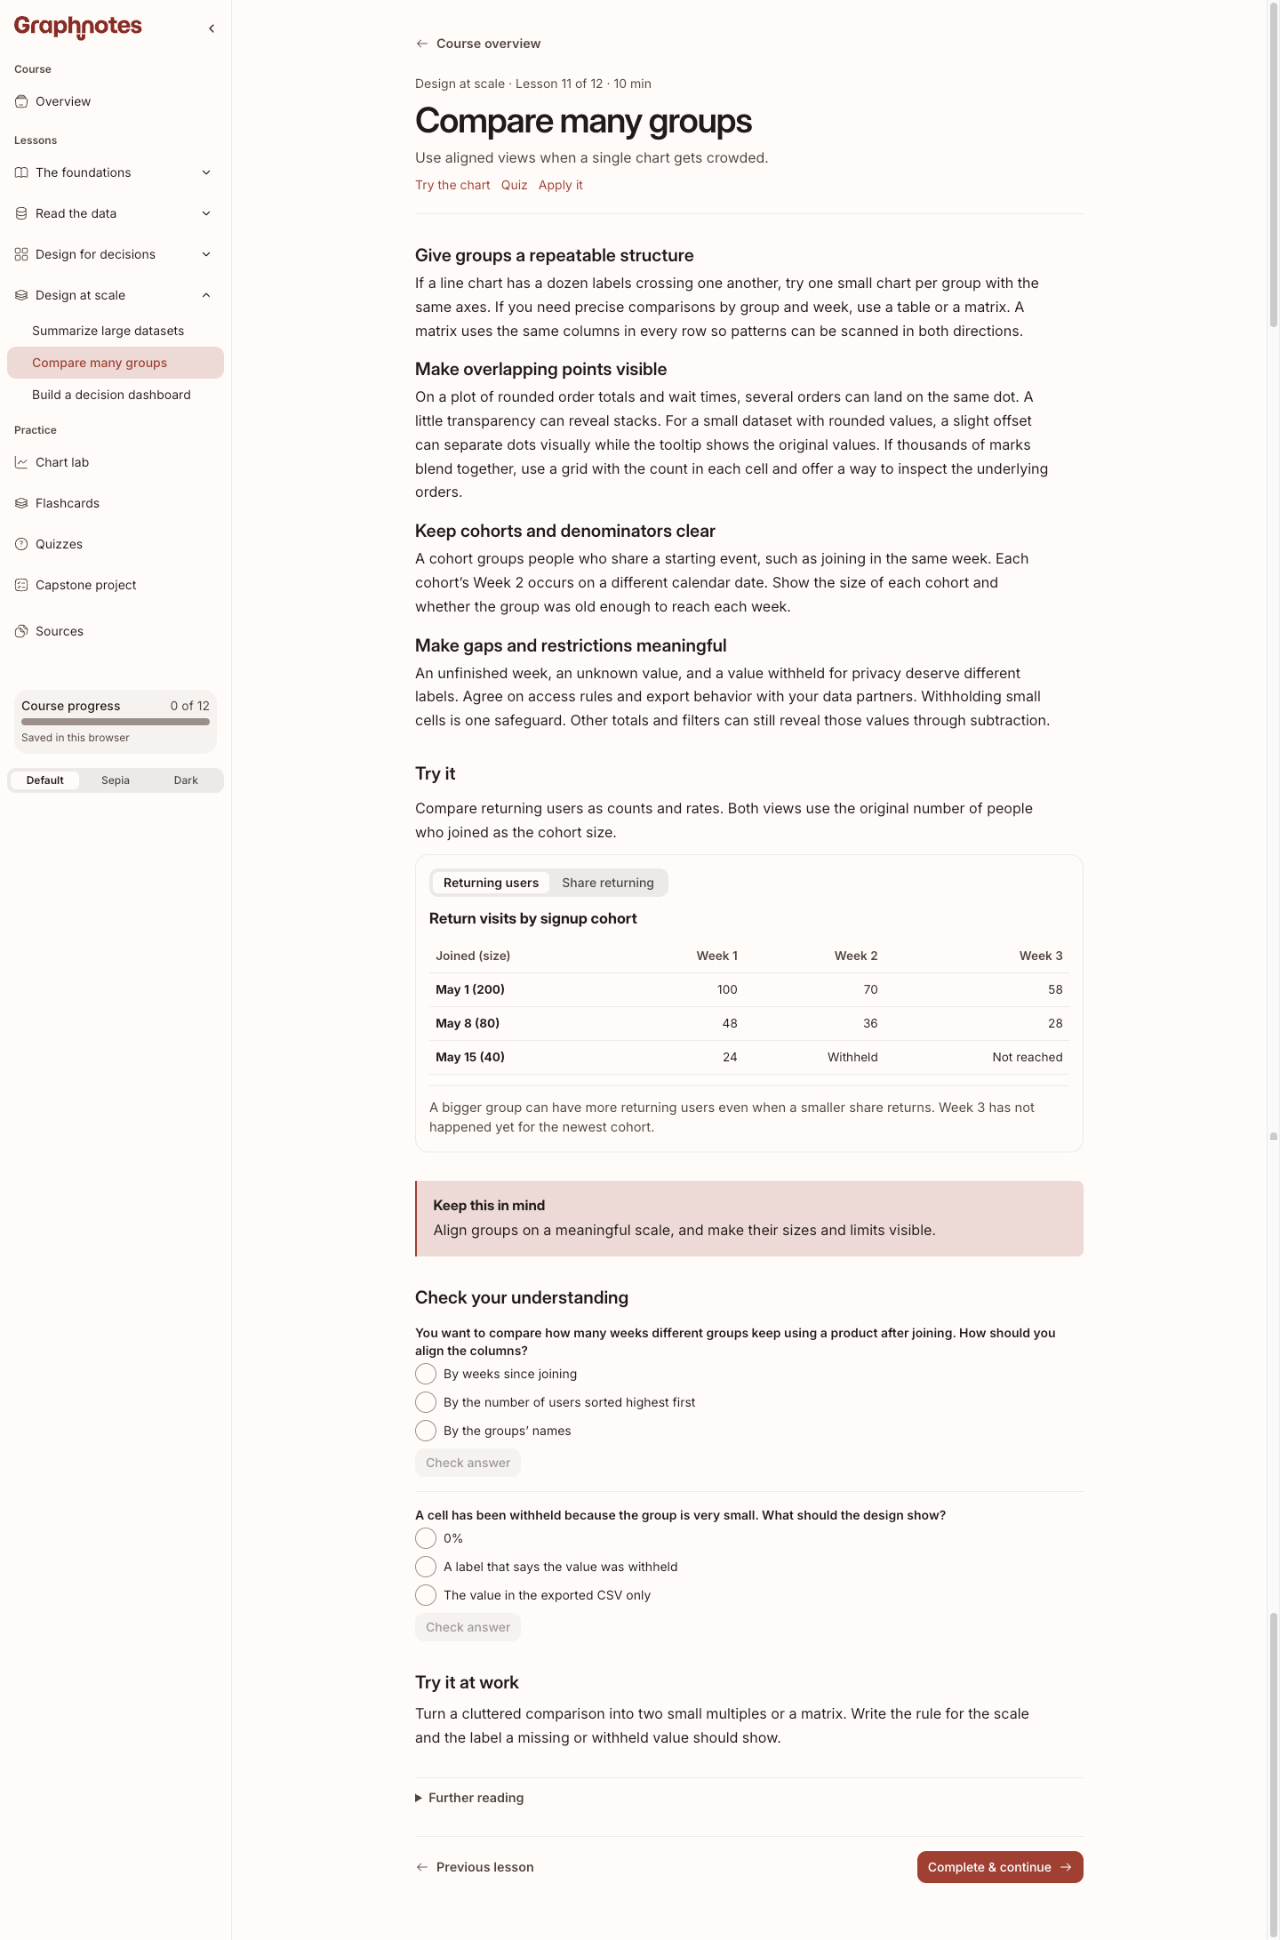 Graphnotes
Course
Overview
Lessons
The foundations
Read the data
Design for decisions
Design at scale
Summarize large datasets
Compare many groups
Build a decision dashboard
Practice
Chart lab
Flashcards
Quizzes
Capstone project
Sources
Course progress 0 of 12
Saved in this browser
Default Sepia Dark
← Course overview
Design at scale · Lesson 11 of 12 · 10 min
Compare many groups
Use aligned views when a single chart gets crowded.
Try the chart Quiz Apply it
Give groups a repeatable structure
If a line chart has a dozen labels crossing one another, try one small chart per group with the
same axes. If you need precise comparisons by group and week, use a table or a matrix. A
matrix uses the same columns in every row so patterns can be scanned in both directions.
Make overlapping points visible
On a plot of rounded order totals and wait times, several orders can land on the same dot. A
little transparency can reveal stacks. For a small dataset with rounded values, a slight offset
can separate dots visually while the tooltip shows the original values. If thousands of marks
blend together, use a grid with the count in each cell and offer a way to inspect the underlying
orders.
Keep cohorts and denominators clear
A cohort groups people who share a starting event, such as joining in the same week. Each
cohort’s Week 2 occurs on a different calendar date. Show the size of each cohort and
whether the group was old enough to reach each week.
Make gaps and restrictions meaningful
An unfinished week, an unknown value, and a value withheld for privacy deserve different
labels. Agree on access rules and export behavior with your data partners. Withholding small
cells is one safeguard. Other totals and filters can still reveal those values through subtraction.
Try it
Compare returning users as counts and rates. Both views use the original number of people
who joined as the cohort size.
Returning users Share returning
Return visits by signup cohort
Joined (size) Week 1 Week 2 Week 3
May 1 (200) 100 70 58
May 8 (80) 48 36 28
May 15 (40) 24 Withheld Not reached
A bigger group can have more returning users even when a smaller share returns. Week 3 has not
happened yet for the newest cohort.
Keep this in mind
Align groups on a meaningful scale, and make their sizes and limits visible.
Check your understanding
You want to compare how many weeks different groups keep using a product after joining. How should you
align the columns?
By weeks since joining
By the number of users sorted highest first
By the groups’ names
Check answer
A cell has been withheld because the group is very small. What should the design show?
0%
A label that says the value was withheld
The value in the exported CSV only
Check answer
Try it at work
Turn a cluttered comparison into two small multiples or a matrix. Write the rule for the scale
and the label a missing or withheld value should show.
Further reading
← Previous lesson
Complete & continue →